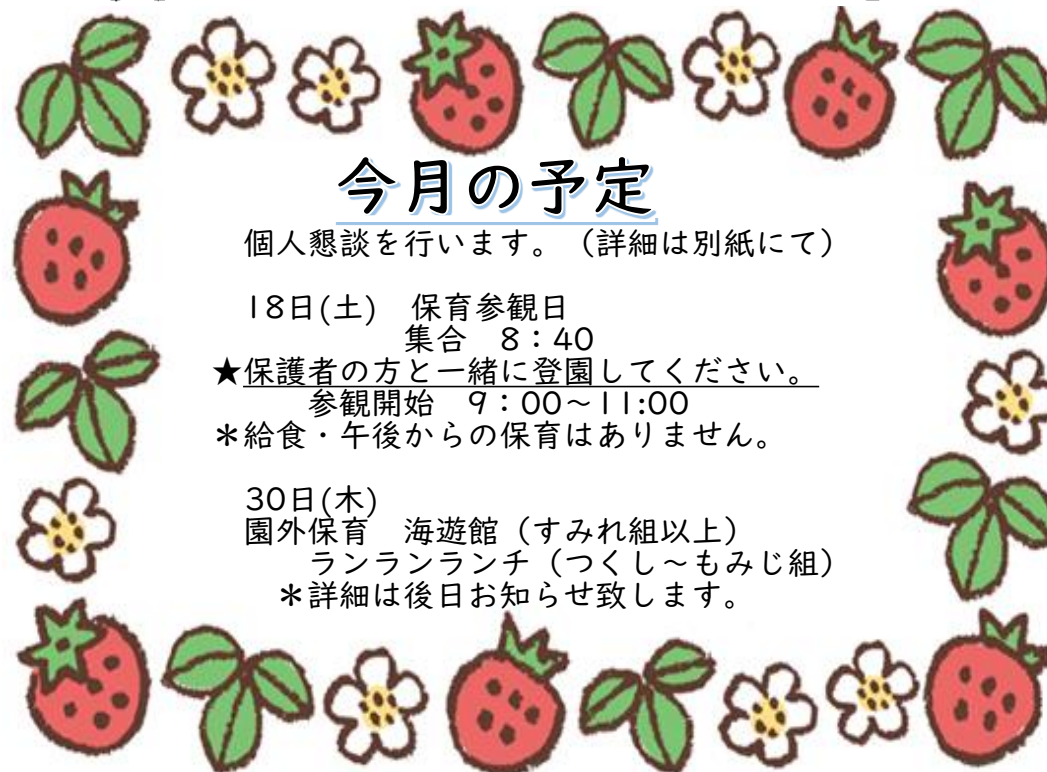 今月の予定
個人懇談を行います。（詳細は別紙にて）
18日(土)　保育参観日
集合　8：40
★保護者の方と一緒に登園してください。
参観開始　9：00～11:00
＊給食・午後からの保育はありません。
30日(木)
園外保育　海遊館（すみれ組以上）
ランランランチ（つくし～もみじ組）
＊詳細は後日お知らせ致します。